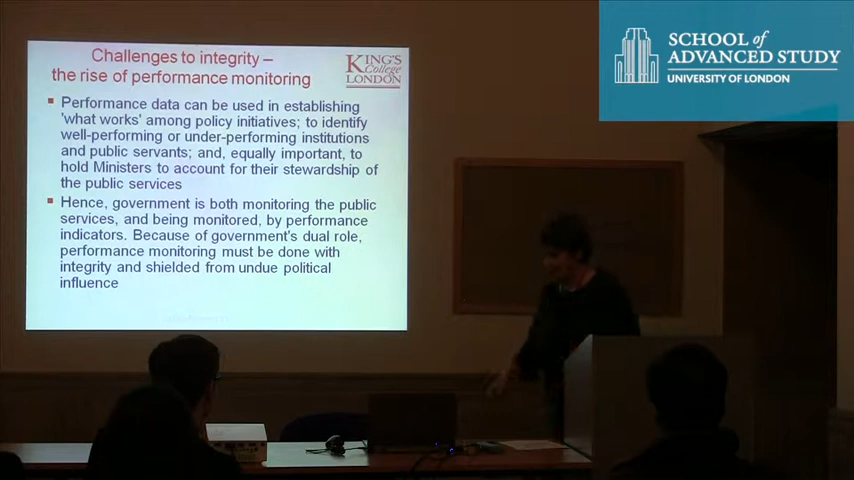 Challenges to integrity –
the rise of performance monitoring
KING'S
College
LONDON
Performance data can be used in establishing
'what works' among policy initiatives; to identify
well-performing or under-performing institutions
and public servants; and, equally important, to
hold Ministers to account for their stewardship of
the public services
Hence, government is both monitoring the public
services, and being monitored, by performance
indicators. Because of government's dual role,
performance monitoring must be done with
integrity and shielded from undue political
influence
SCHOOL of
ADVANCED STUDY
UNIVERSITY OF LONDON